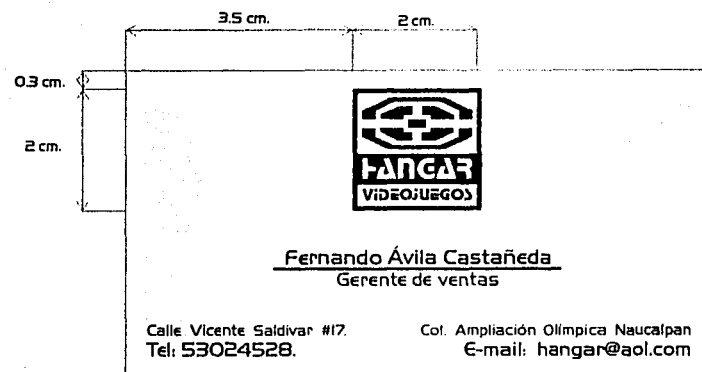 3.5 cm.
2 cm.
0.3 cm.
2 cm.
HANGAR
VIDEOJUEGOS
Fernando Ávila Castañeda
Gerente de ventas
Calle Vicente Saldivar #17.
Col. Ampliación Olímpica Naucalpan
Tel: 53024528.
E-mail: hangar@aol.com